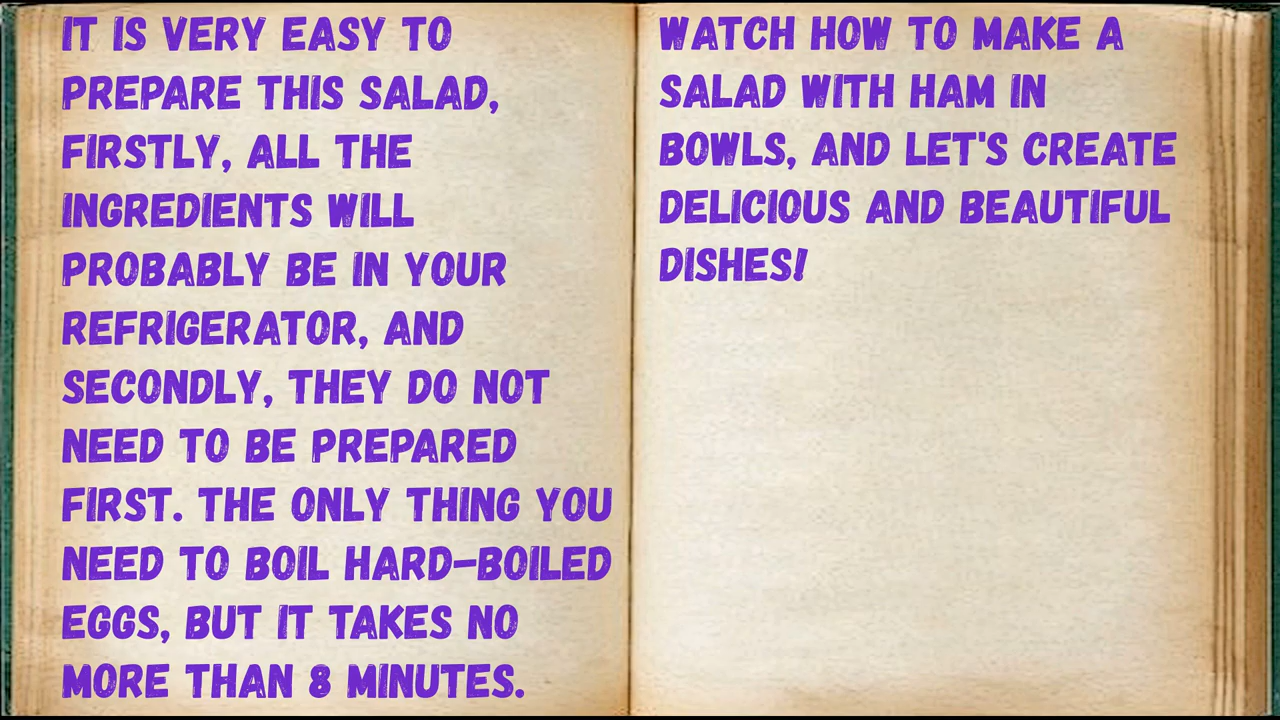 IT IS VERY EASY TO
PREPARE THIS SALAD,
FIRSTLY, ALL THE
INGREDIENTS WILL
PROBABLY BE IN YOUR
REFRIGERATOR, AND
SECONDLY, THEY DO NOT
NEED TO BE PREPARED
FIRST. THE ONLY THING YOU
NEED TO BOIL HARD-BOILED
EGGS, BUT IT TAKES NO
MORE THAN 8 MINUTES.
WATCH HOW TO MAKE A
SALAD WITH HAM IN
BOWLS, AND LET'S CREATE
DELICIOUS AND BEAUTIFUL
DISHES!